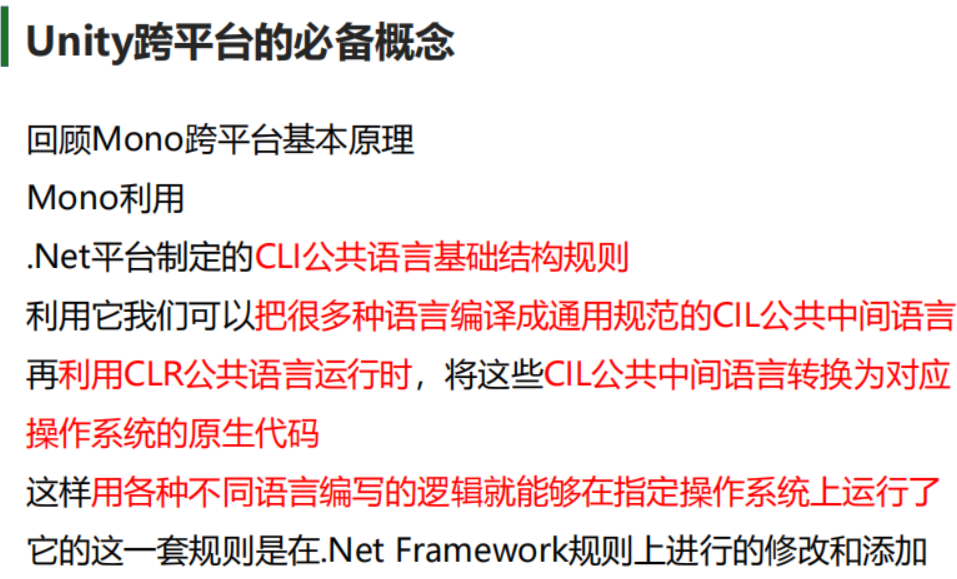 Unity跨平台的必备概念
回顾Mono跨平台基本原理
Mono利用
.Net平台制定的CLI公共语言基础结构规则
利用它我们可以把很多种语言编译成通用规范的CIL公共中间语言
再利用CLR公共语言运行时，将这些CIL公共中间语言转换为对应
操作系统的原生代码
这样用各种不同语言编写的逻辑就能够在指定操作系统上运行了
它的这一套规则是在.Net Framework规则上进行的修改和添加